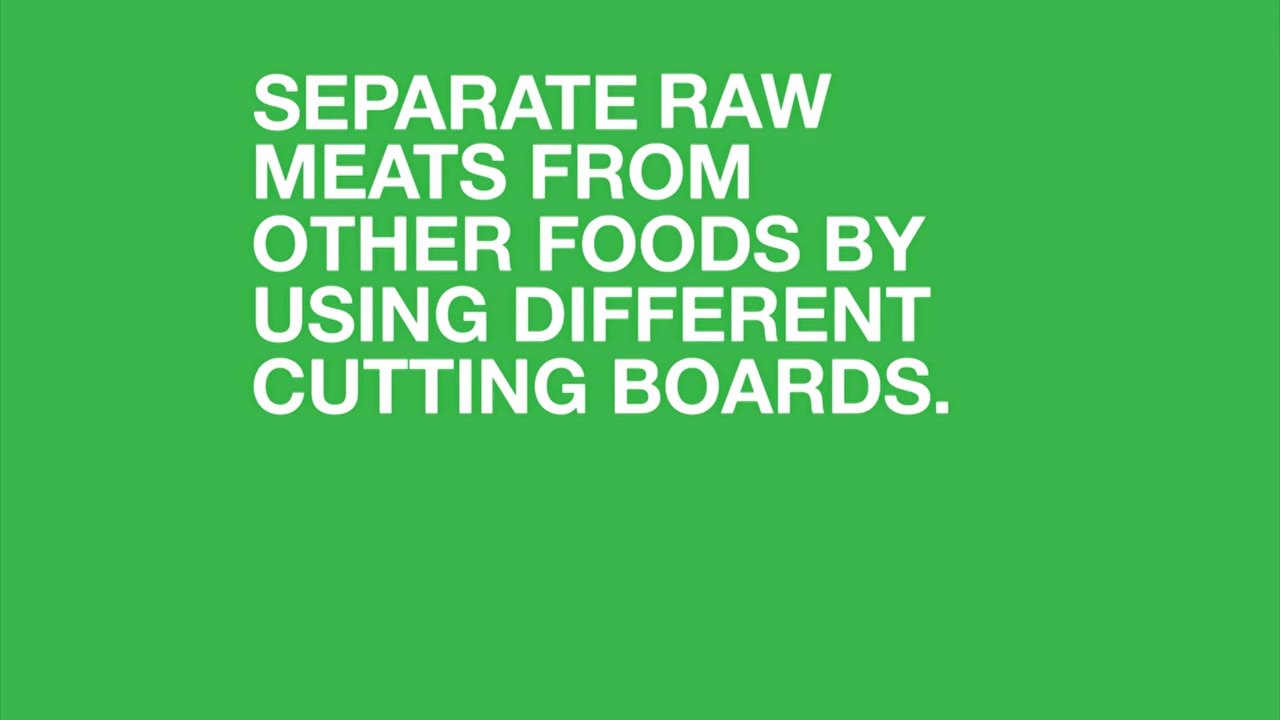 SEPARATE RAW
MEATS FROM
OTHER FOODS BY
USING DIFFERENT
CUTTING BOARDS.